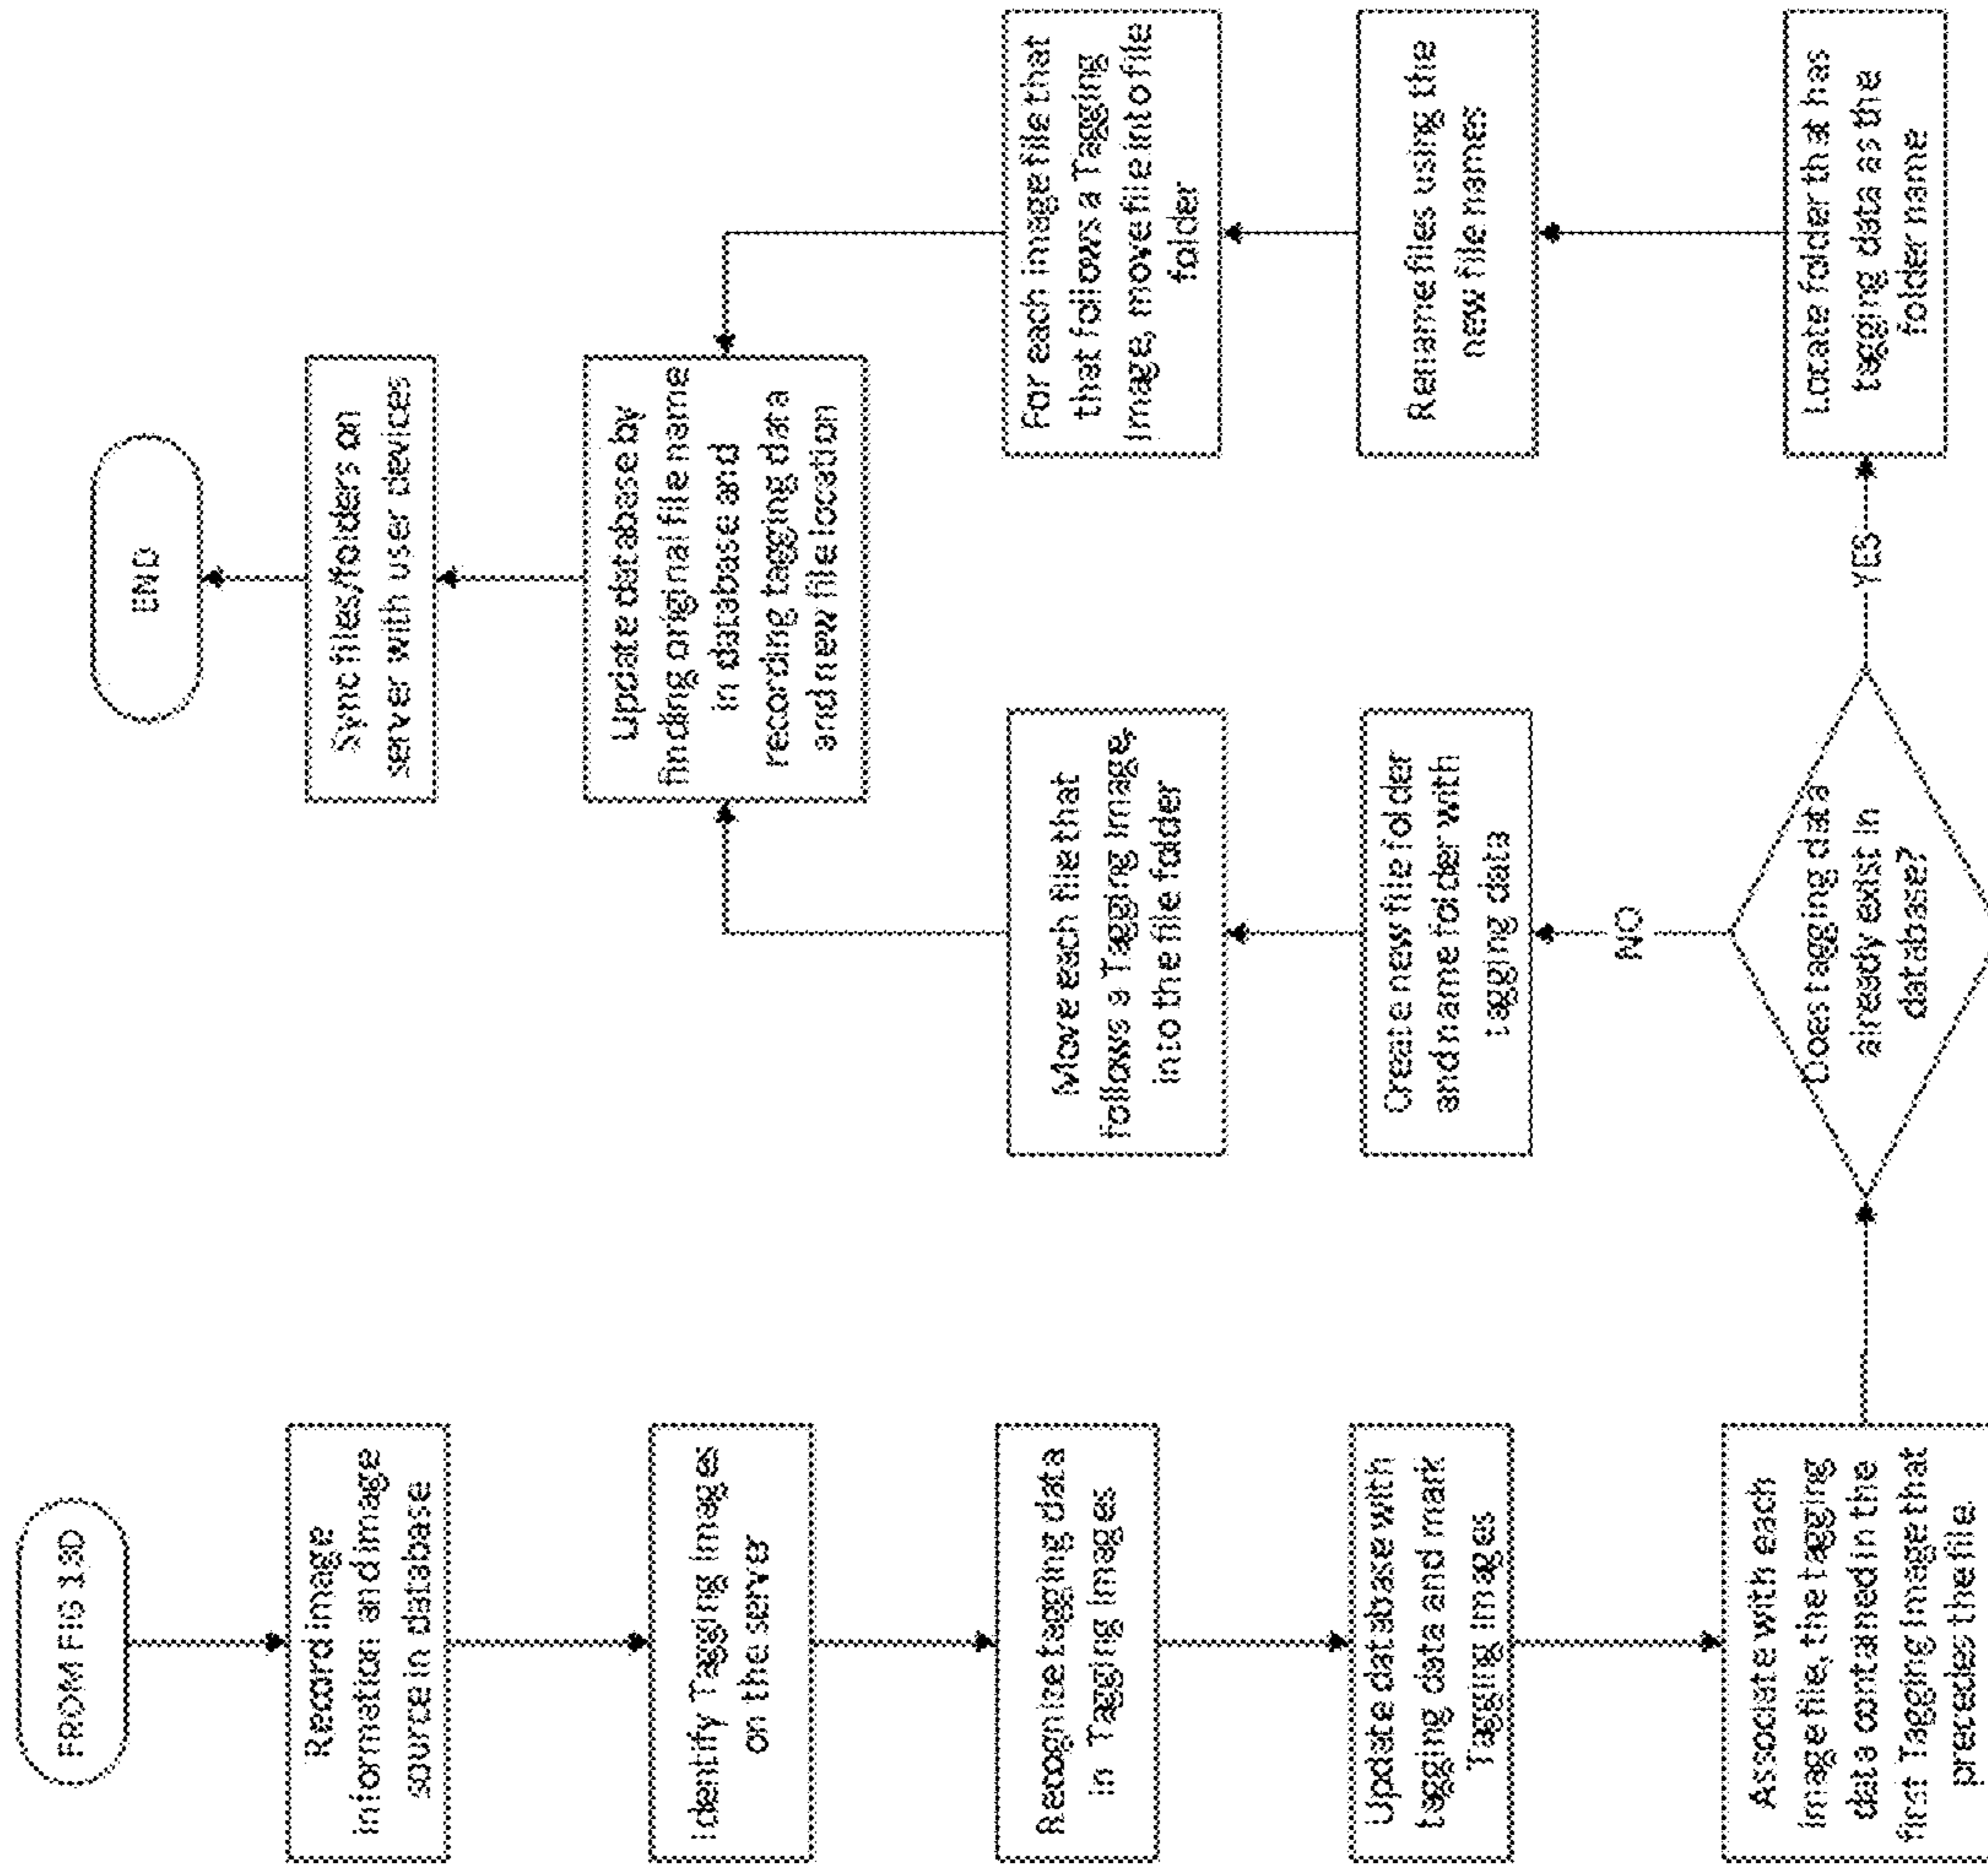 FROM FIG 13D
Record image
information and image
source in database
Identify Tagging Images
on the server
Recognise tagging data
in Tagging Images
Update database with
tagging data and mark
Tagging Images
Associate with each
image file, the tagging
data contained in the
first Tagging Image that
precedes the file.
Does tagging data
already exist in
database?
NO
YES
Create new file folder
and name folder with
tagging data
Move each file that
follows a Tagging Image,
into the file folder
Locate folder that has
tagging data as the
folder name
Rename files using the
new file names
For each image file that
that follows a Tagging
Image, move file into file
folder
Update database by
finding original file name
in database and
recording tagging data
and new file location
Sync files/folders on
server with user devices
END